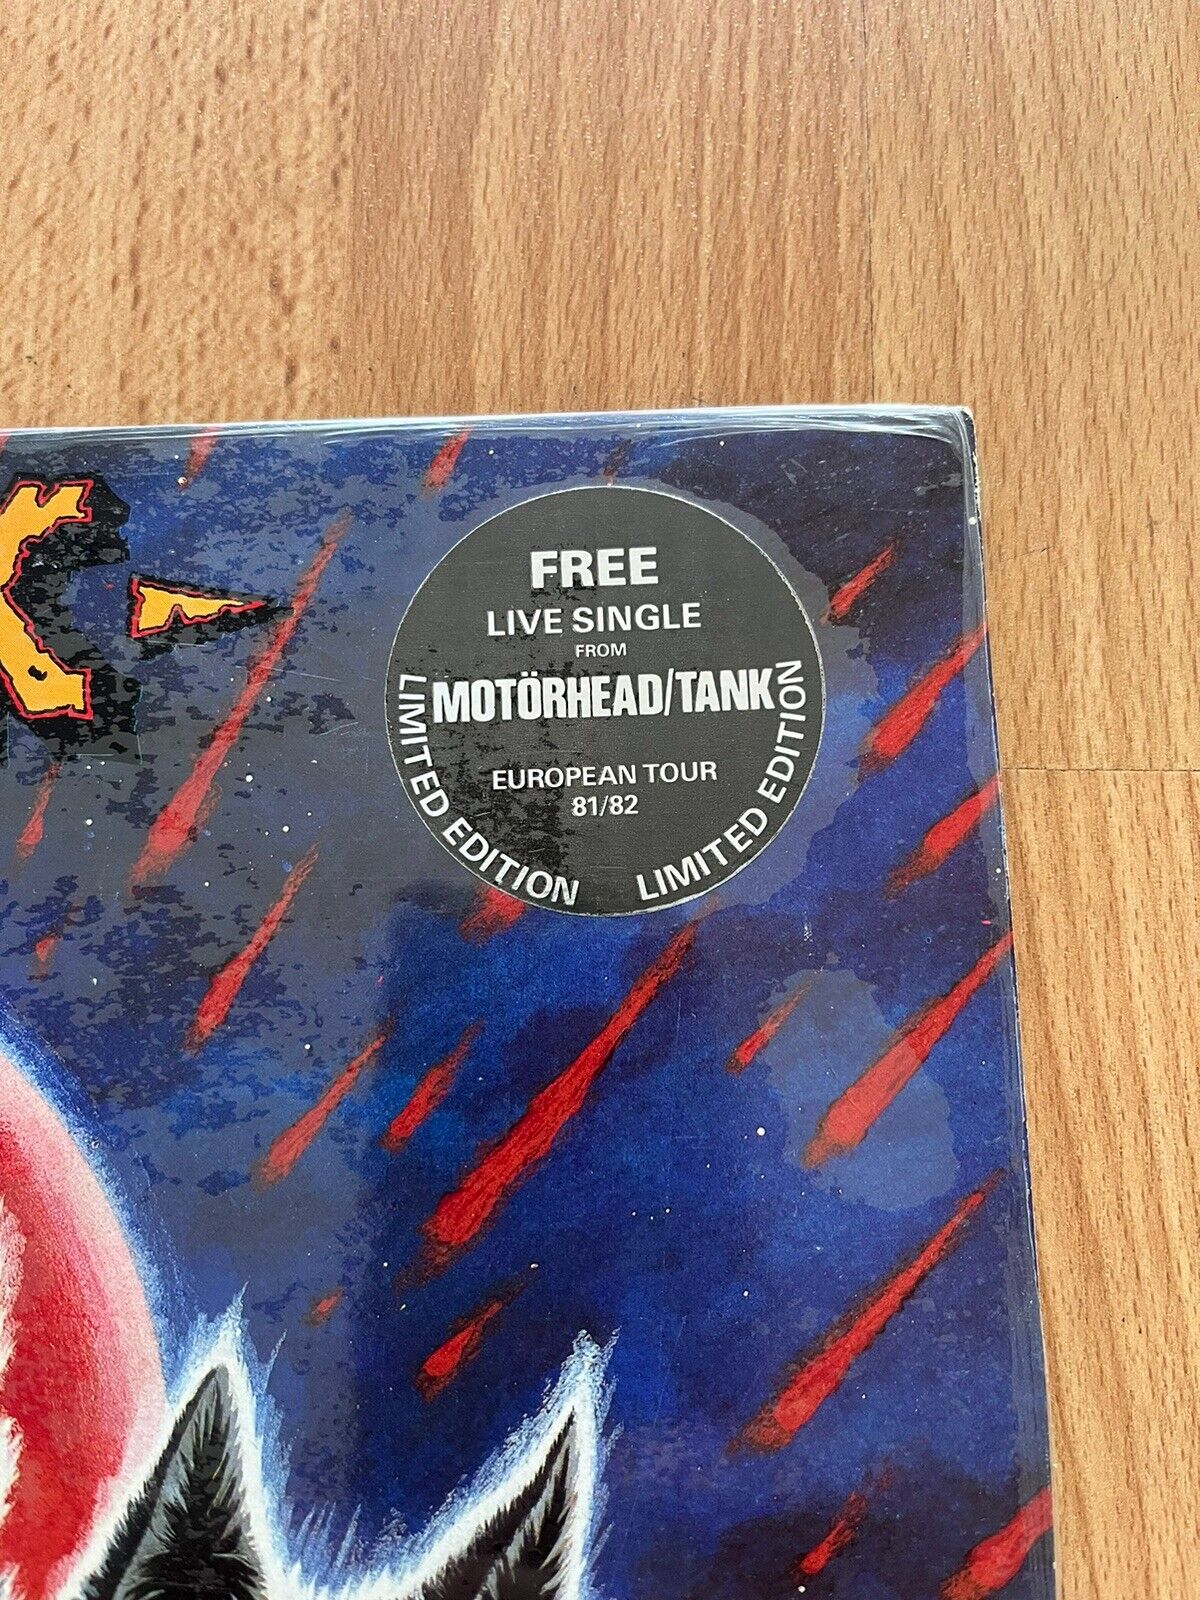 FREE
LIVE SINGLE
FROM
MOTÖRHEAD/TANK
EUROPEAN TOUR
81/82
LIMITED EDITION
LIMITED EDITION